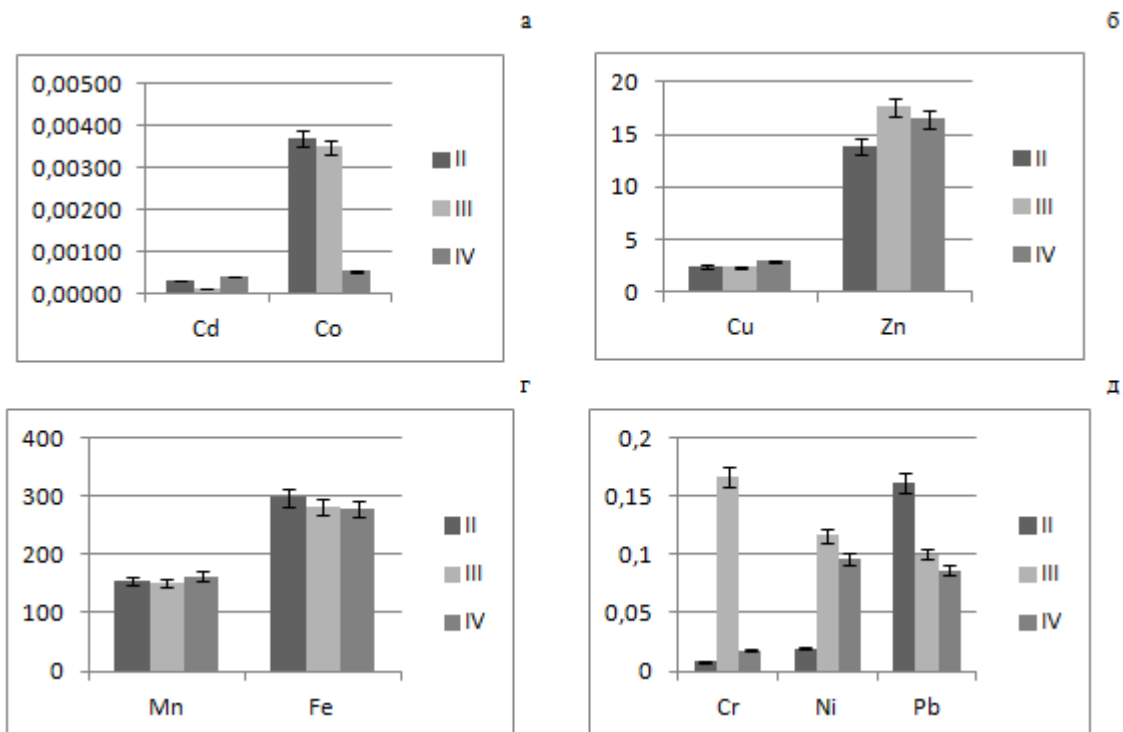 а
0,00500
0,00400
0,00300
0,00200
0,00100
0,00000
Cd Co
II
III
IV
б
20
15
10
5
0
Cu Zn
II
III
IV
г
400
300
200
100
0
Mn Fe
II
III
IV
д
0,2
0,15
0,1
0,05
0
Cr Ni Pb
II
III
IV